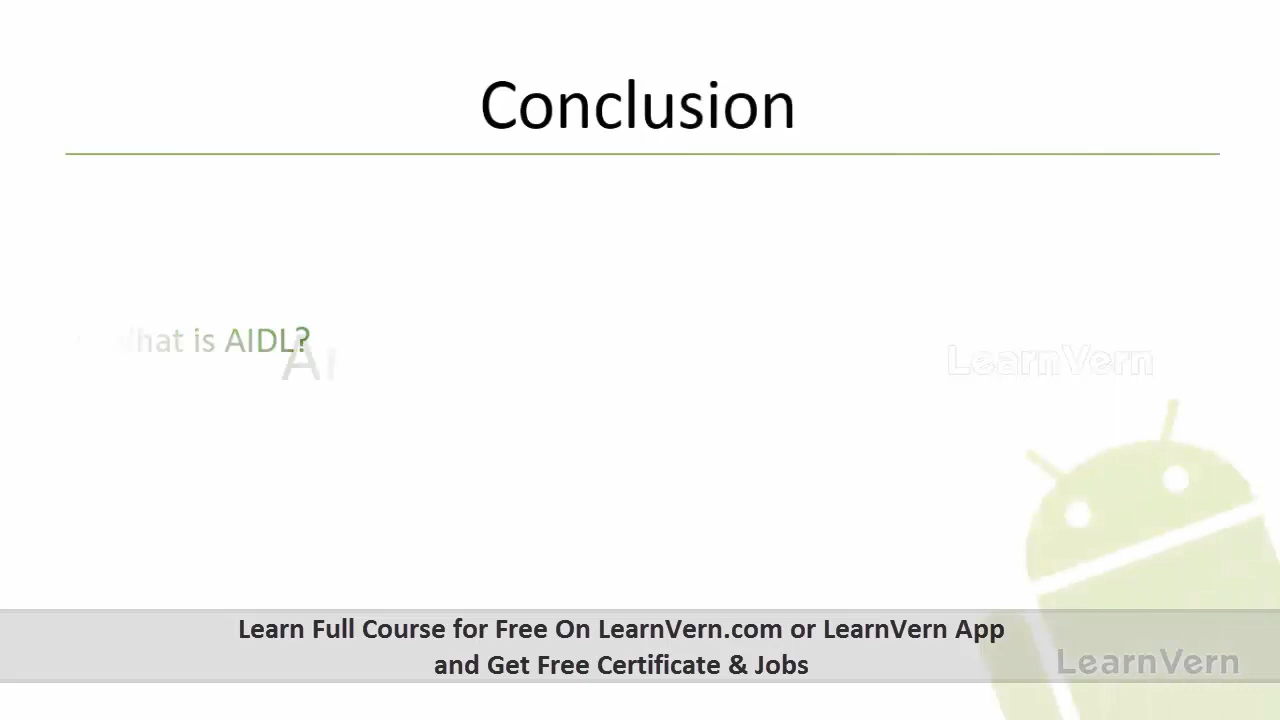 Conclusion
What is AIDL?
LearnVern
Learn Full Course for Free On LearnVern.com or LearnVern App
and Get Free Certificate & Jobs
LearnVern